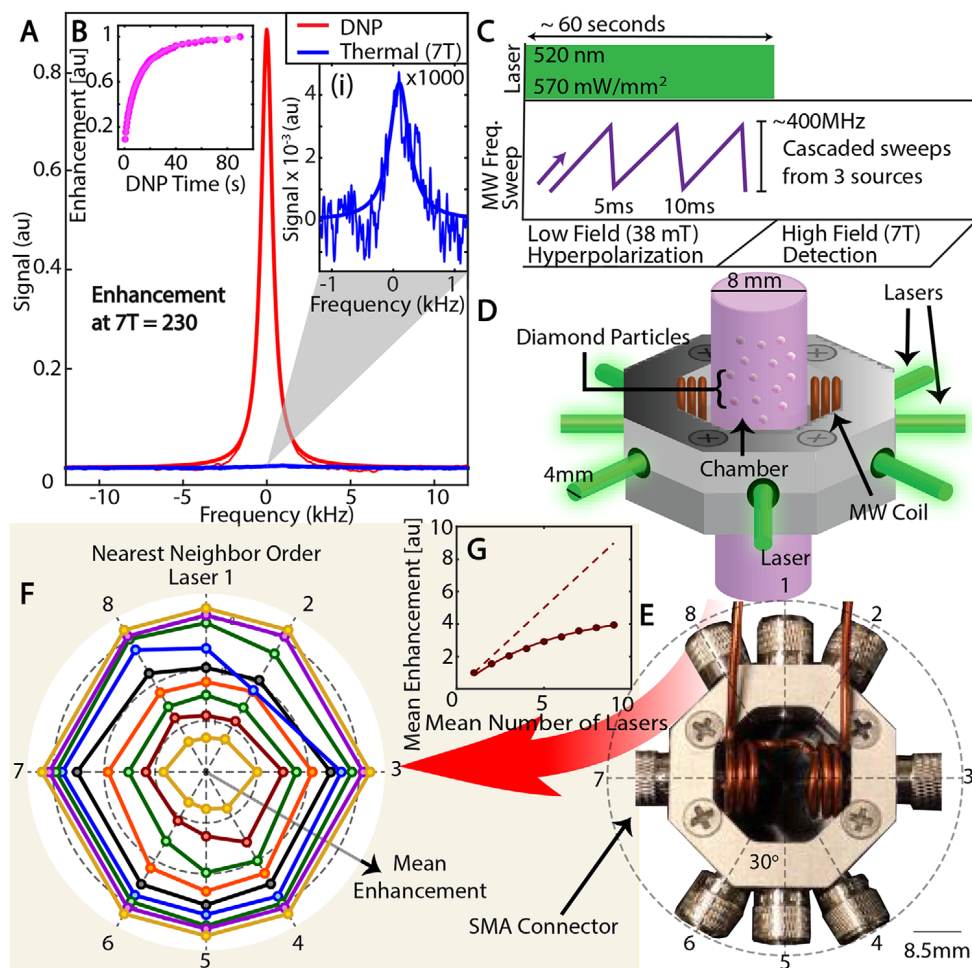 A
B
DNP
Thermal (7T)
Enhancement [au]
1
0.6
0.2
0
20
40
60
80
DNP Time (s)
Signal (au)
0.8
0.6
0.4
0.2
0
Enhancement
at 7T = 230
-10
-5
0
5
10
Frequency (kHz)
(i)
x1000
Signal x 10⁻³ (au)
4
2
0
-1
0
1
Frequency (kHz)
C
~ 60 seconds
Laser
520 nm
570 mW/mm²
MW Freq.
Sweep
5ms
10ms
~400MHz
Cascaded sweeps
from 3 sources
Low Field (38 mT)
Hyperpolarization
High Field (7T)
Detection
D
8 mm
Lasers
Diamond Particles
Chamber
4mm
MW Coil
Laser
1
E
8
2
7
3
30°
6
5
4
SMA Connector
8.5mm
F
Nearest Neighbor Order
Laser 1
8
2
7
3
6
5
4
Mean
Enhancement
G
Mean Enhancement [au]
10
8
6
4
2
0
5
10
Mean Number of Lasers